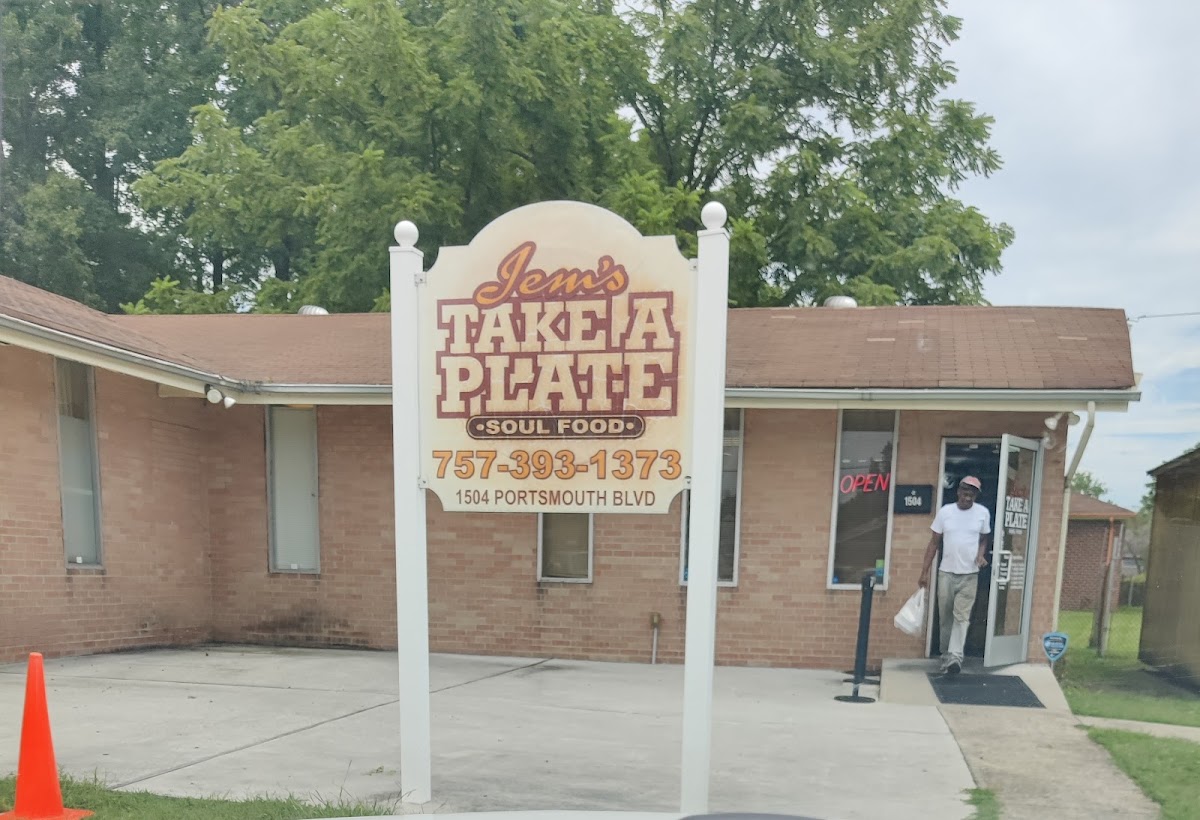 Jem's
TAKE A
PLATE
•SOUL FOOD•
757-393-1373
1504 PORTSMOUTH BLVD
OPEN
1504
TAKE A
PLATE